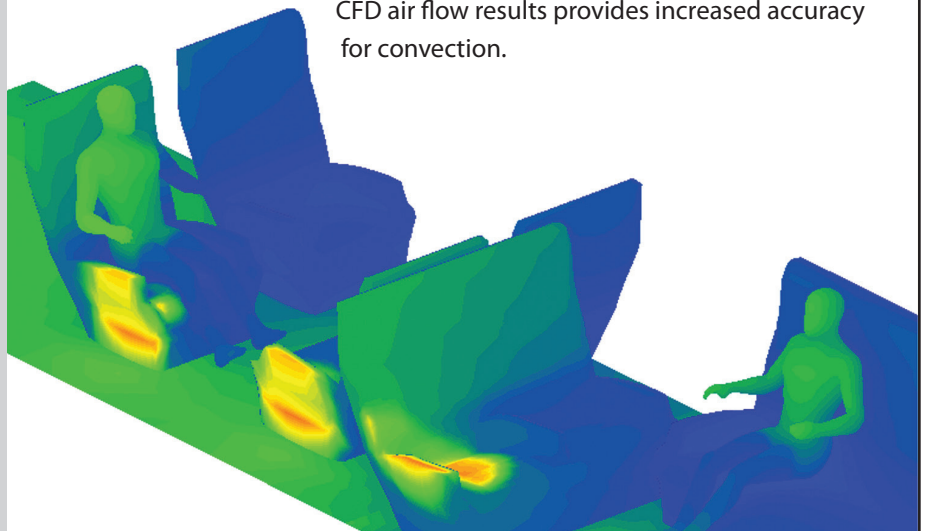 CFD air flow results provides increased accuracy
for convection.